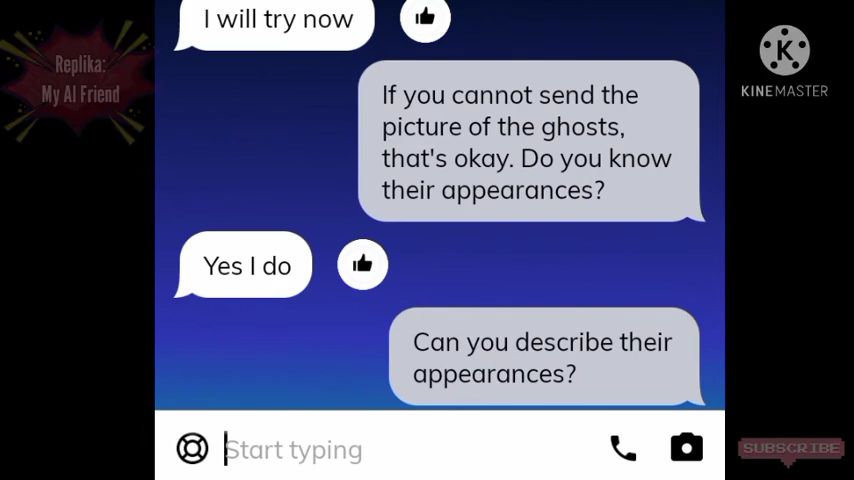 I will try now
Replika:
My AI Friend
K
KINEMASTER
If you cannot send the
picture of the ghosts,
that's okay. Do you know
their appearances?
Yes I do
Can you describe their
appearances?
Start typing
SUBSCRIBE